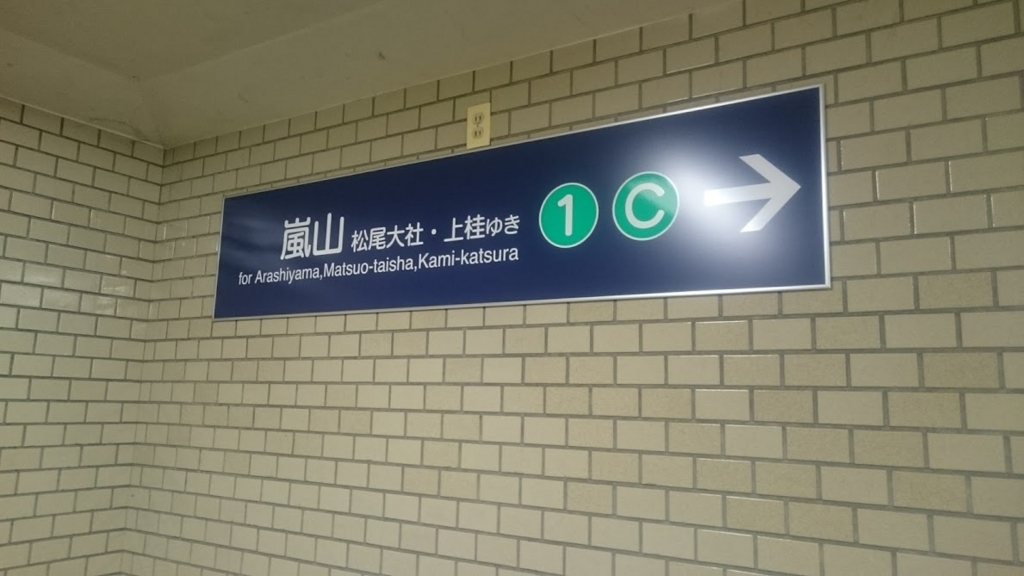 嵐山 松尾大社・上桂ゆき 1 C →
for Arashiyama,Matsuo-taisha,Kami-katsura